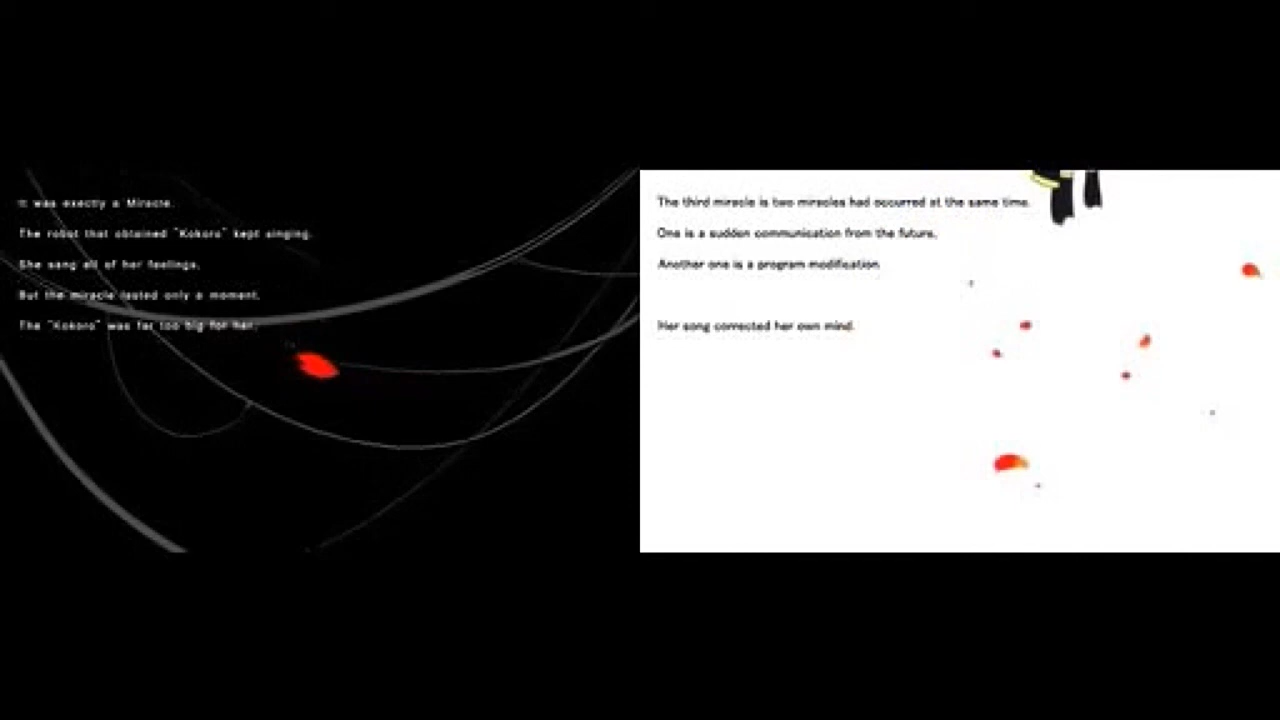 It was exectly a Miracle.
The robot that obtained "Kokoro" kept singing.
She sang all of her feelings.
But the miracle lasted only a moment.
The "Kokoro" was far too big for her.
The third miracle is two miracles had occurred at the same time.
One is a sudden communication from the future.
Another one is a program modification.
Her song corrected her own mind.